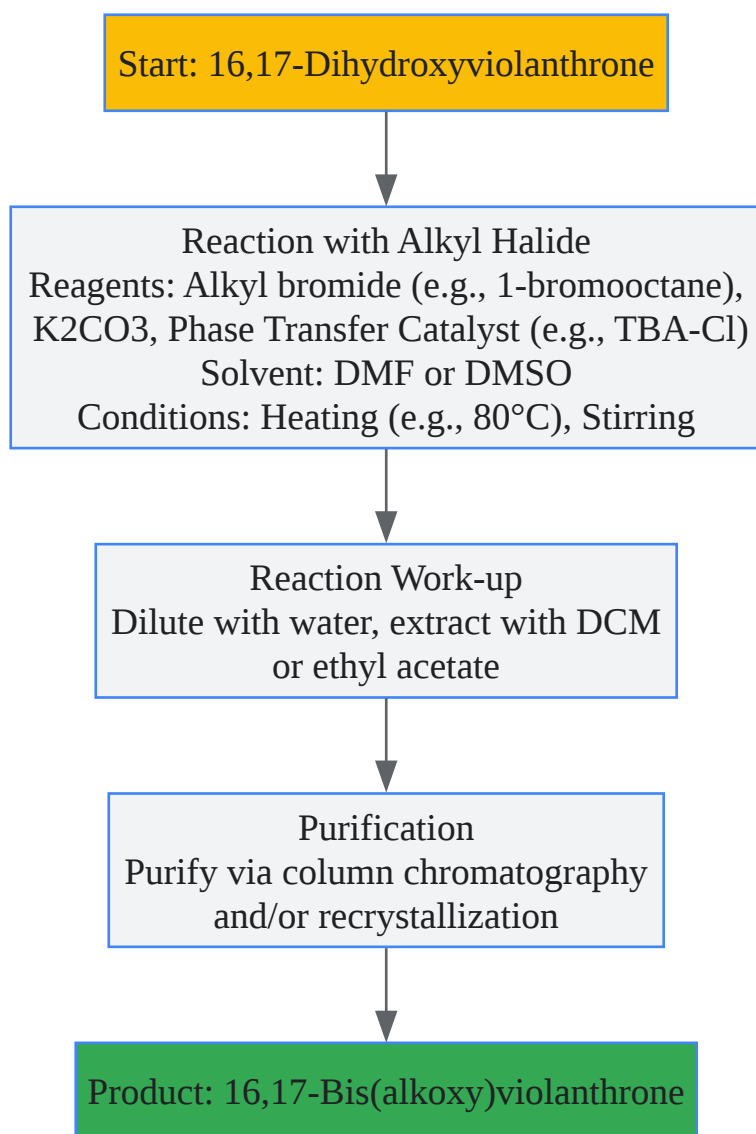 Start: 16,17-Dihydroxyviolanthrone
Reaction with Alkyl Halide
Reagents: Alkyl bromide (e.g., 1-bromooctane),
K2CO3, Phase Transfer Catalyst (e.g., TBA-Cl)
Solvent: DMF or DMSO
Conditions: Heating (e.g., 80°C), Stirring
Reaction Work-up
Dilute with water, extract with DCM
or ethyl acetate
Purification
Purify via column chromatography
and/or recrystallization
Product: 16,17-Bis(alkoxy)violanthrone